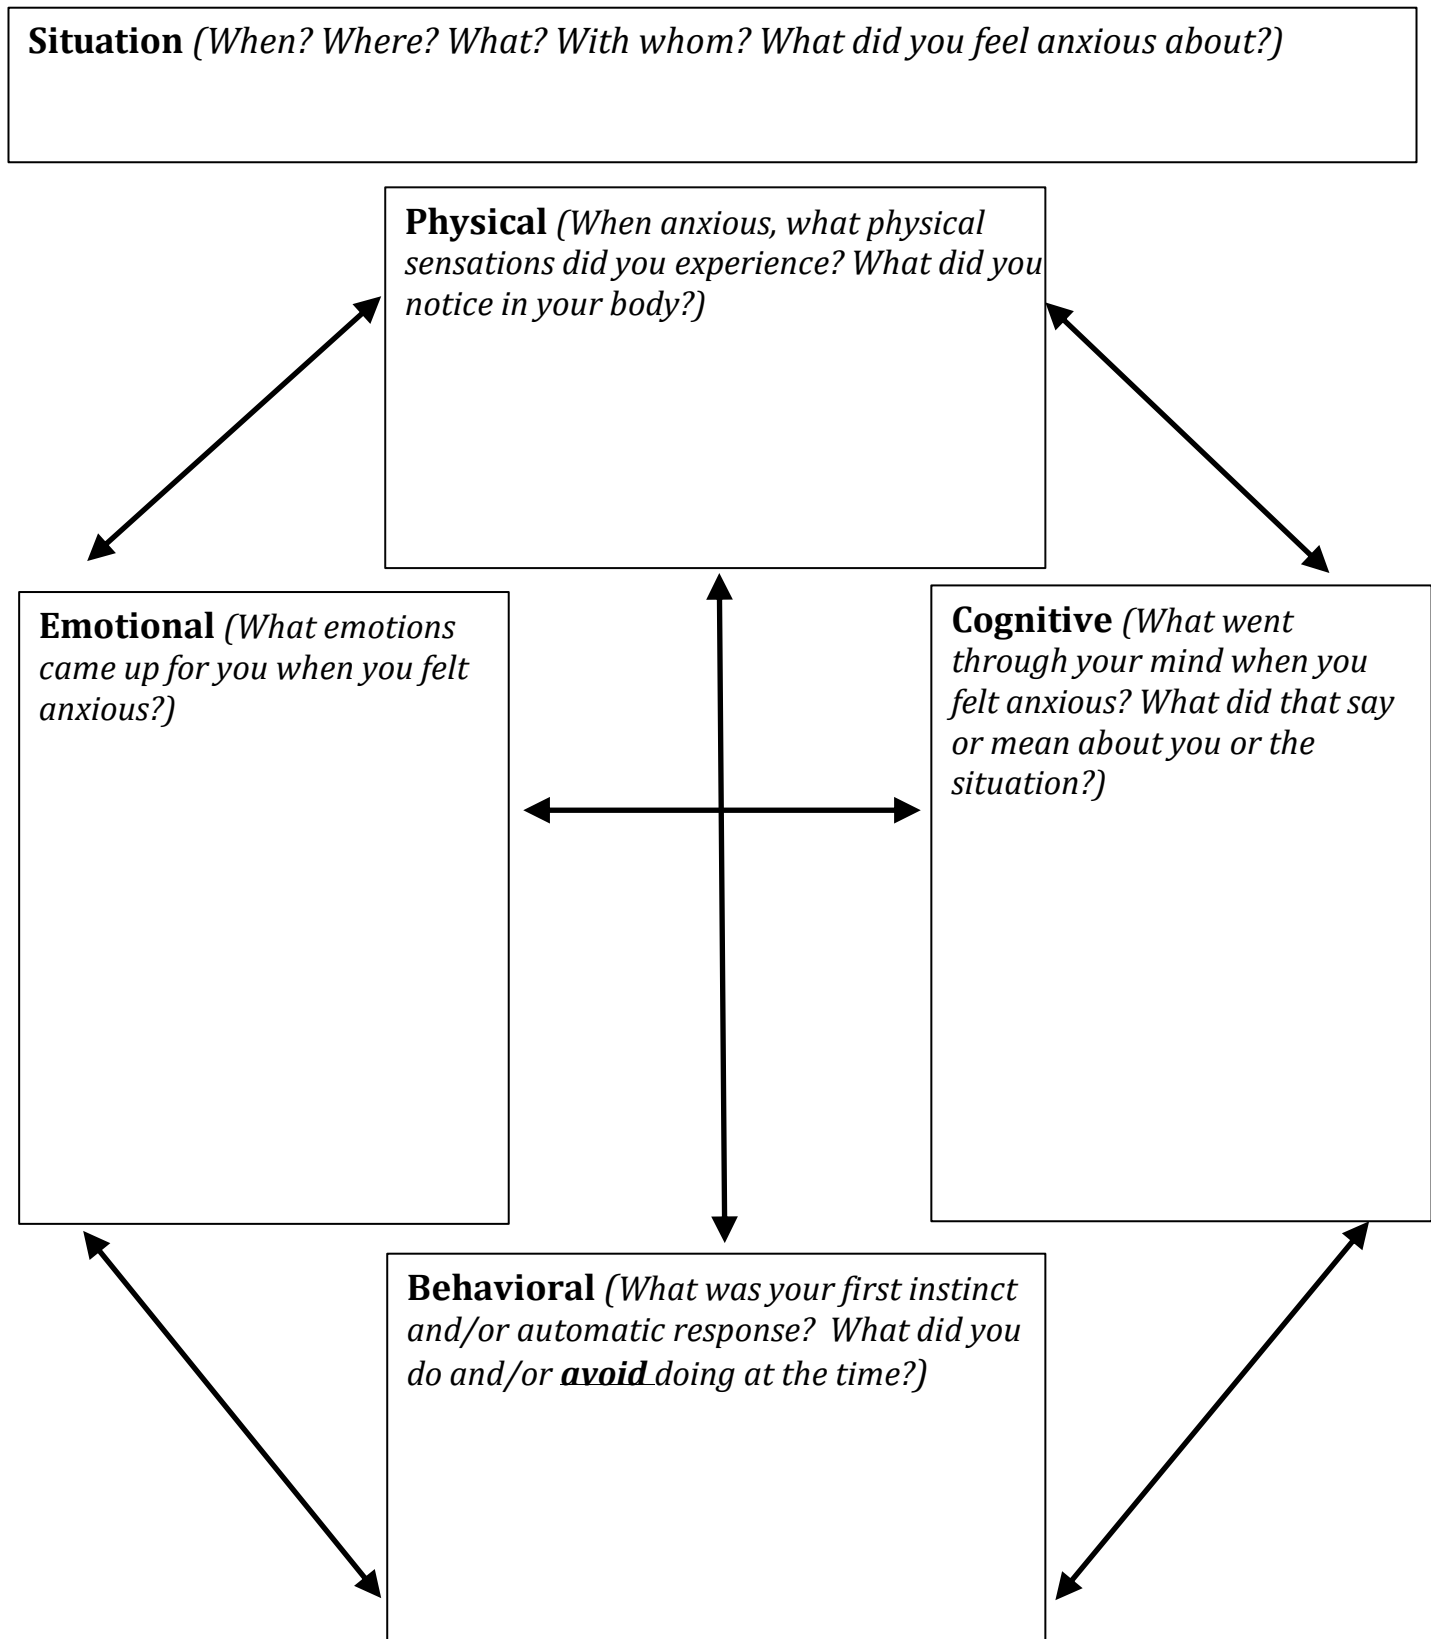 Situation (When? Where? What? With whom? What did you feel anxious about?)
Physical (When anxious, what physical
sensations did you experience? What did you
notice in your body?)
Emotional (What emotions
came up for you when you felt
anxious?)
Cognitive (What went
through your mind when you
felt anxious? What did that say
or mean about you or the
situation?)
Behavioral (What was your first instinct
and/or automatic response?  What did you
do and/or avoid doing at the time?)